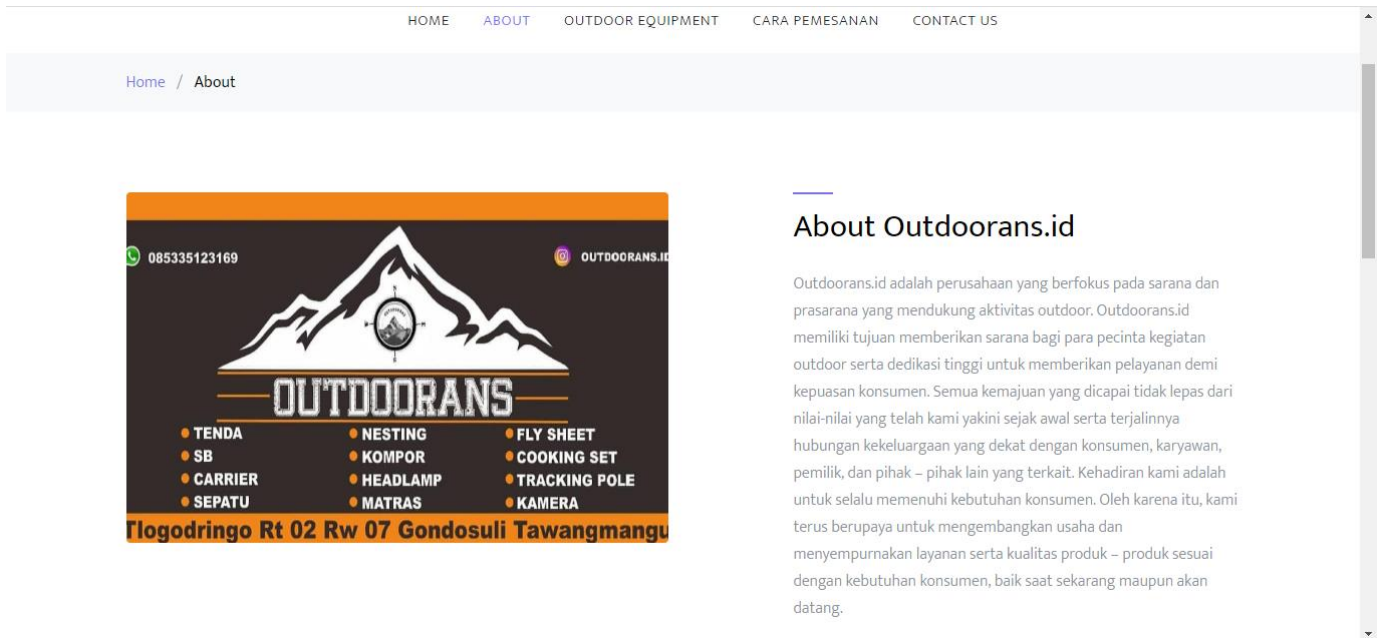 HOME ABOUT OUTDOOR EQUIPMENT CARA PEMESANAN CONTACT US
Home / About
085335123169
OUTDOORANS.ID
OUTDOORANS
TENDA
SB
CARRIER
SEPATU
NESTING
KOMPOR
HEADLAMP
MATRAS
FLY SHEET
COOKING SET
TRACKING POLE
KAMERA
Tlogodringo Rt 02 Rw 07 Gondosuli Tawangmangu
About Outdoorans.id
Outdoorans.id adalah perusahaan yang berfokus pada sarana dan
prasarana yang mendukung aktivitas outdoor. Outdoorans.id
memiliki tujuan memberikan sarana bagi para pecinta kegiatan
outdoor serta dedikasi tinggi untuk memberikan pelayanan demi
kepuasan konsumen. Semua kemajuan yang dicapai tidak lepas dari
nilai-nilai yang telah kami yakini sejak awal serta terjalinnya
hubungan kekeluargaan yang dekat dengan konsumen, karyawan,
pemilik, dan pihak – pihak lain yang terkait. Kehadiran kami adalah
untuk selalu memenuhi kebutuhan konsumen. Oleh karena itu, kami
terus berupaya untuk mengembangkan usaha dan
menyempurnakan layanan serta kualitas produk – produk sesuai
dengan kebutuhan konsumen, baik saat sekarang maupun akan
datang.